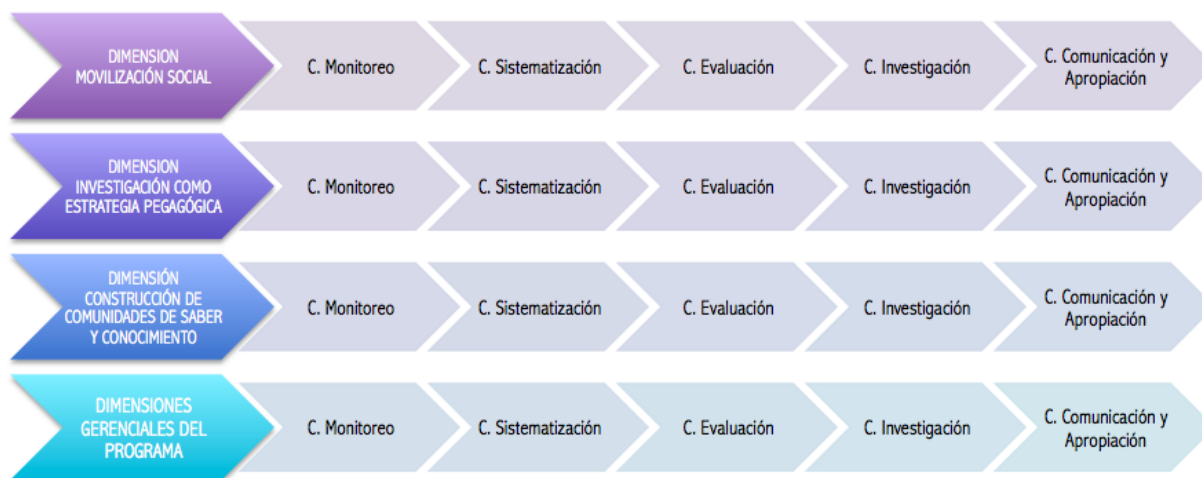 DIMENSION
MOVILIZACIÓN SOCIAL
C. Monitoreo
C. Sistematización
C. Evaluación
C. Investigación
C. Comunicación y
Apropiación
DIMENSION
INVESTIGACIÓN COMO
ESTRATEGIA PEGAGÓGICA
C. Monitoreo
C. Sistematización
C. Evaluación
C. Investigación
C. Comunicación y
Apropiación
DIMENSIÓN
CONSTRUCCIÓN DE
COMUNIDADES DE SABER
Y CONOCIMIENTO
C. Monitoreo
C. Sistematización
C. Evaluación
C. Investigación
C. Comunicación y
Apropiación
DIMENSIONES
GERENCIALES DEL
PROGRAMA
C. Monitoreo
C. Sistematización
C. Evaluación
C. Investigación
C. Comunicación y
Apropiación